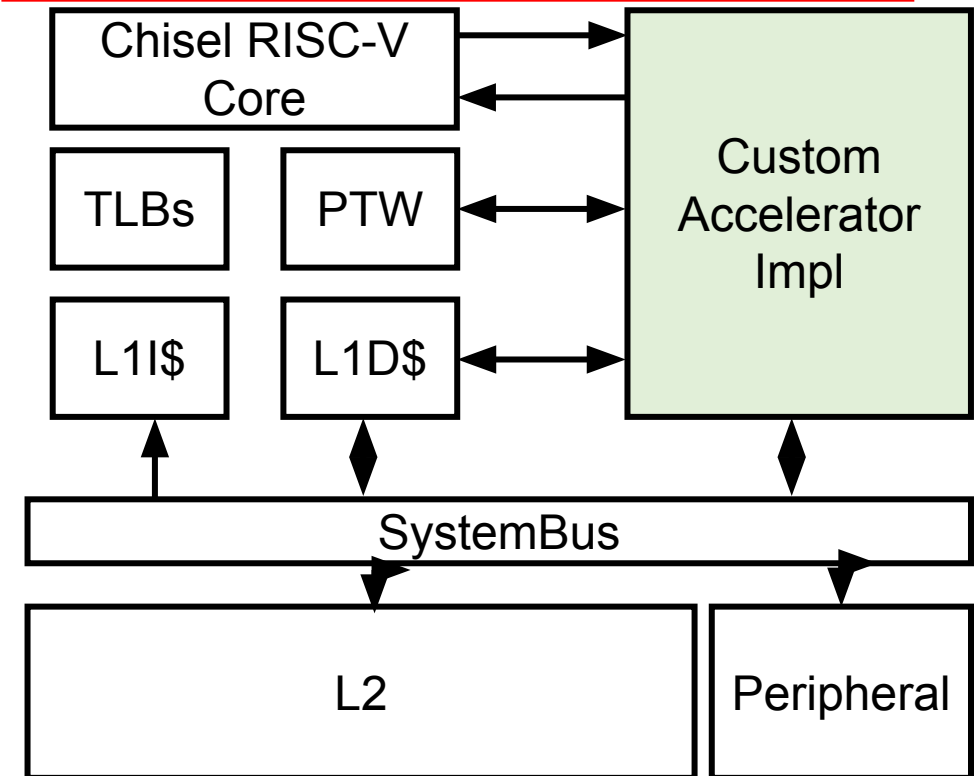 Chisel RISC-V
Core
Custom
Accelerator
Impl
TLBs
PTW
L1I$
L1D$
SystemBus
L2
Peripheral